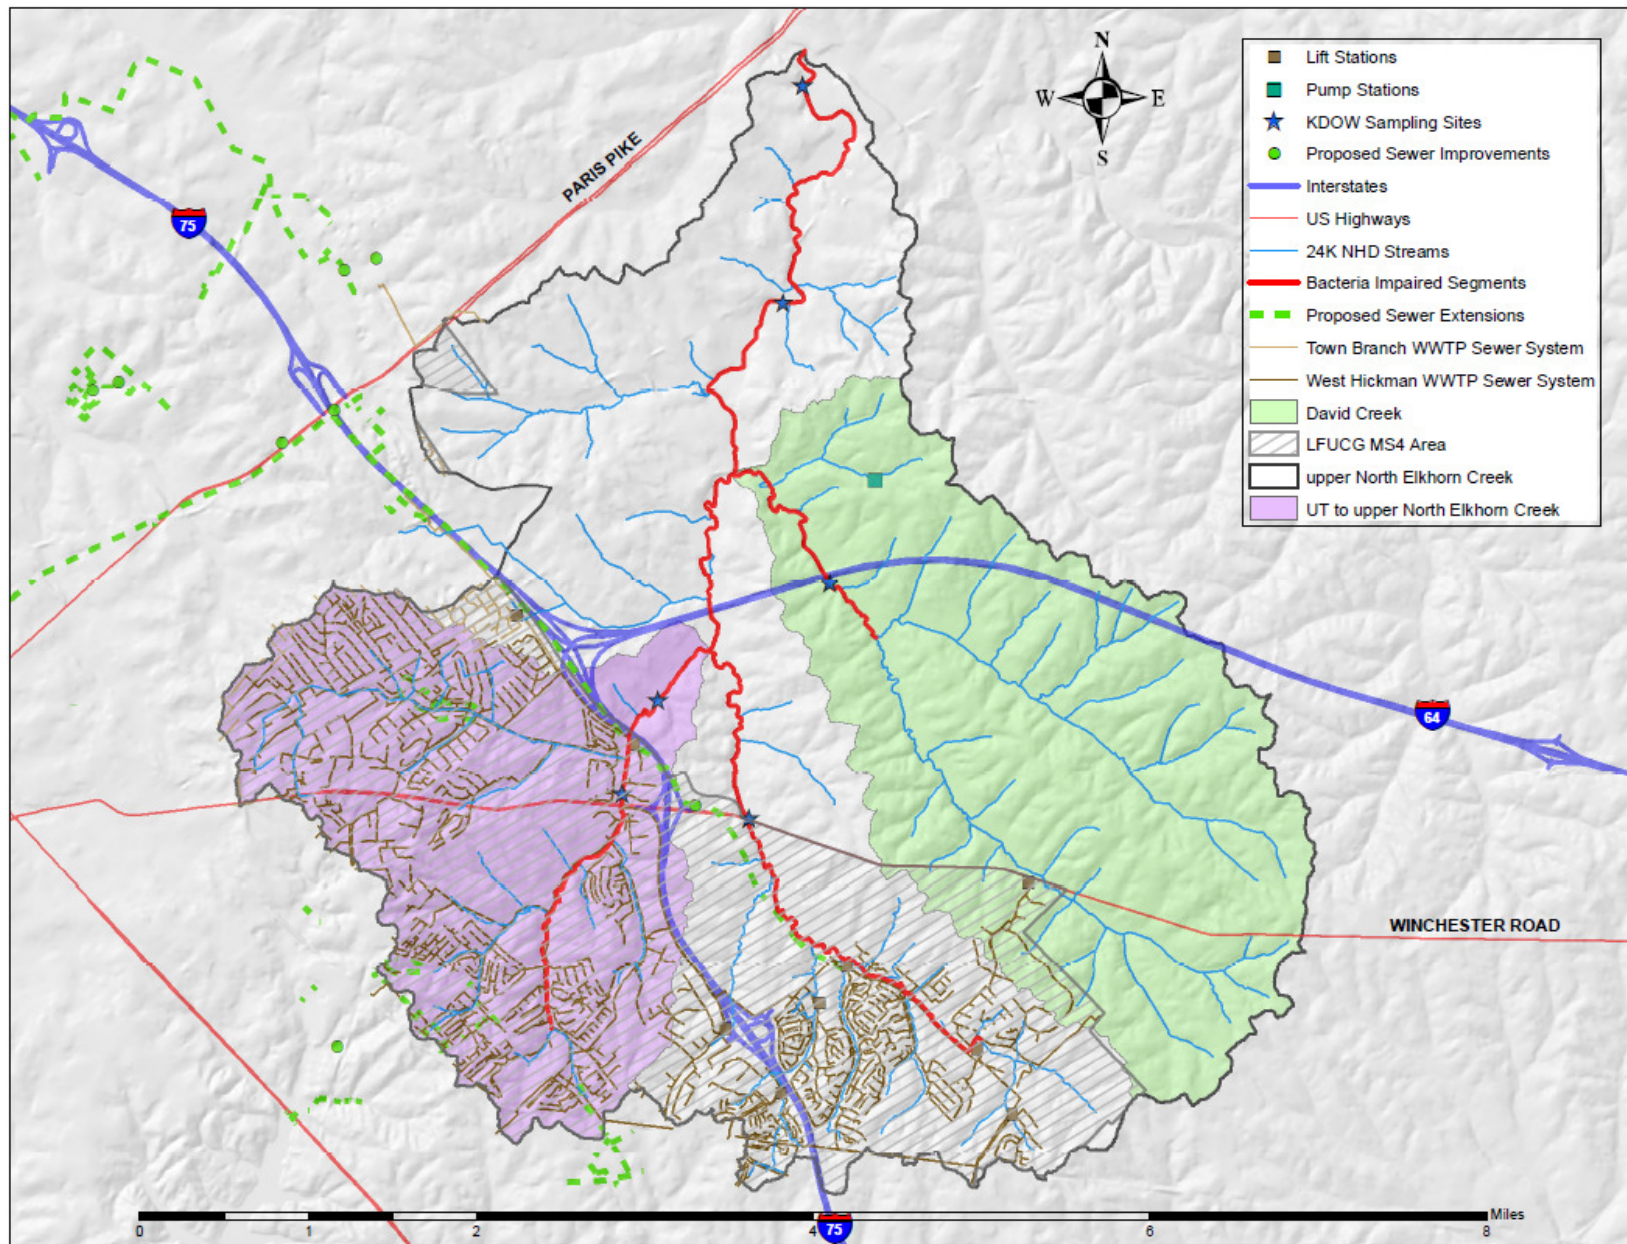 N
W E
S
Lift Stations
Pump Stations
KDOW Sampling Sites
Proposed Sewer Improvements
Interstates
US Highways
24K NHD Streams
Bacteria Impaired Segments
Proposed Sewer Extensions
Town Branch WWTP Sewer System
West Hickman WWTP Sewer System
David Creek
LFUCG MS4 Area
upper North Elkhorn Creek
UT to upper North Elkhorn Creek
PARIS PIKE
75
64
WINCHESTER ROAD
0 1 2 4 6 8 Miles
75